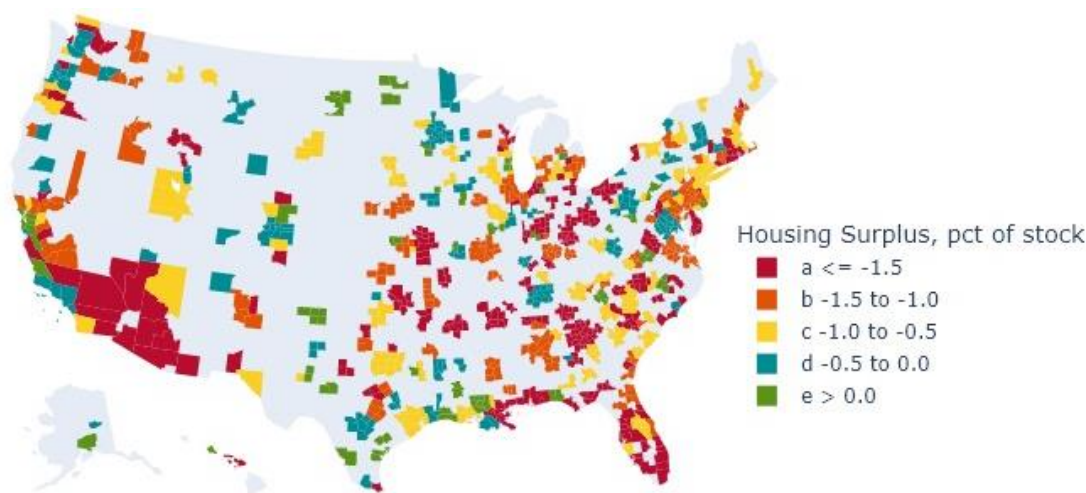 Housing Surplus, pct of stock
a <= -1.5
b -1.5 to -1.0
c -1.0 to -0.5
d -0.5 to 0.0
e > 0.0